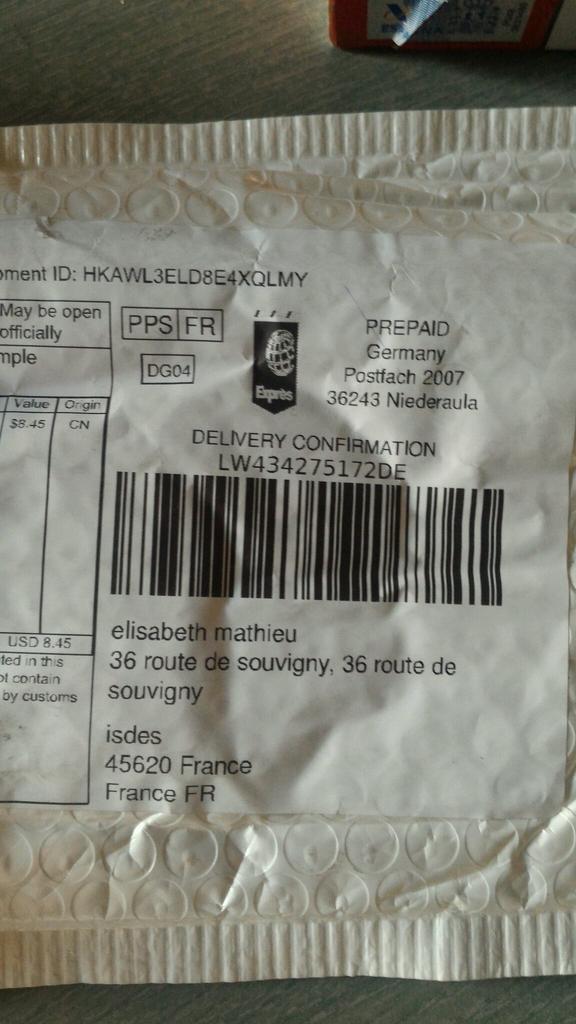 pment ID: HKAWL3ELD8E4XQLMY
May be open
officially
mple
PPS FR
DG04
Exprès
PREPAID
Germany
Postfach 2007
36243 Niederaula
Value Origin
$8.45 CN
DELIVERY CONFIRMATION
LW434275172DE
USD 8.45
ted in this
ot contain
by customs
elisabeth mathieu
36 route de souvigny, 36 route de
souvigny
isdes
45620 France
France FR